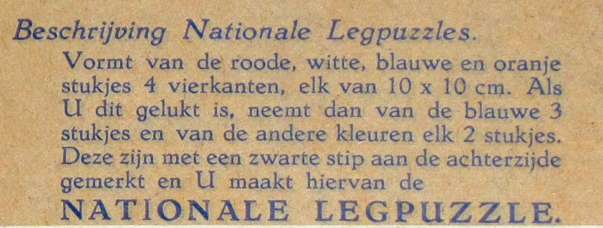 Beschrijving Nationale Legpuzzles.
Vormt van de roode, witte, blauwe en oranje
stukjes 4 vierkanten, elk van 10 x 10 cm. Als
U dit gelukt is, neemt dan van de blauwe 3
stukjes en van de andere kleuren elk 2 stukjes.
Deze zijn met een zwarte stip aan de achterzijde
gemerkt en U maakt hiervan de
NATIONALE LEGPUZZLE.